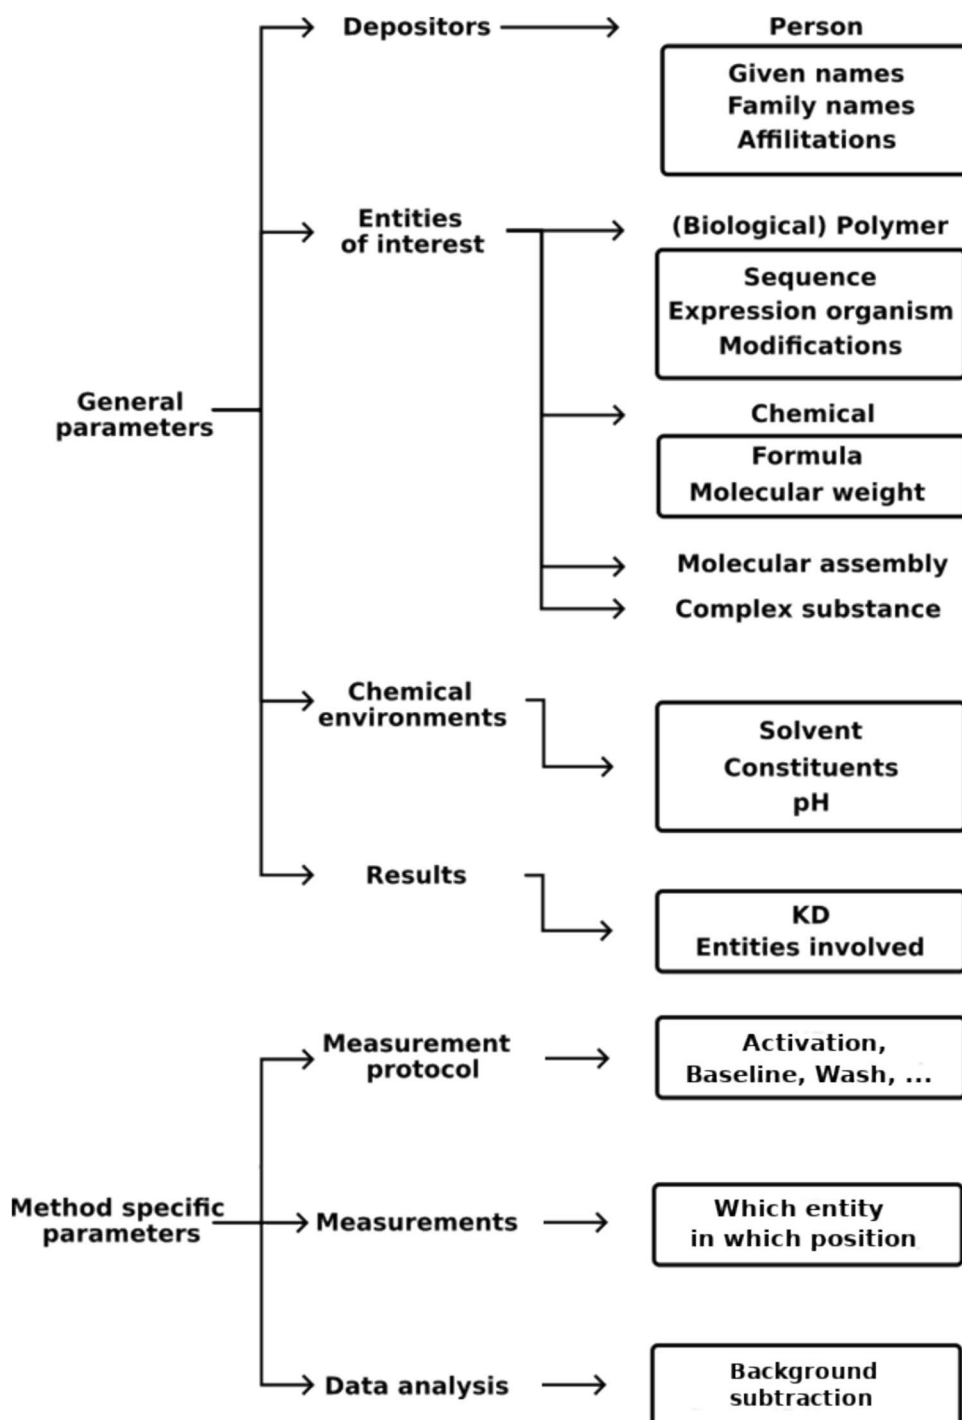 Depositors
Person
Given names
Family names
Affilitations
Entities
of interest
(Biological) Polymer
Sequence
Expression organism
Modifications
General
parameters
Chemical
Formula
Molecular weight
Molecular assembly
Complex substance
Chemical
environments
Solvent
Constituents
pH
Results
KD
Entities involved
Measurement
protocol
Activation,
Baseline, Wash, ...
Method specific
parameters
Measurements
Which entity
in which position
Data analysis
Background
subtraction